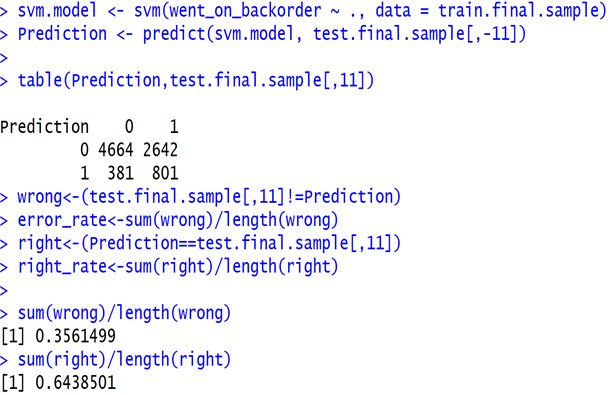 > svm.model <- svm(went_on_backorder ~ ., data = train.final.sample)
> Prediction <- predict(svm.model, test.final.sample[,-11])
>
> table(Prediction,test.final.sample[,11])
Prediction    0    1
         0 4664 2642
         1  381  801
> wrong<-(test.final.sample[,11]!=Prediction)
> error_rate<-sum(wrong)/length(wrong)
> right<-(Prediction==test.final.sample[,11])
> right_rate<-sum(right)/length(right)
>
> sum(wrong)/length(wrong)
[1] 0.3561499
> sum(right)/length(right)
[1] 0.6438501